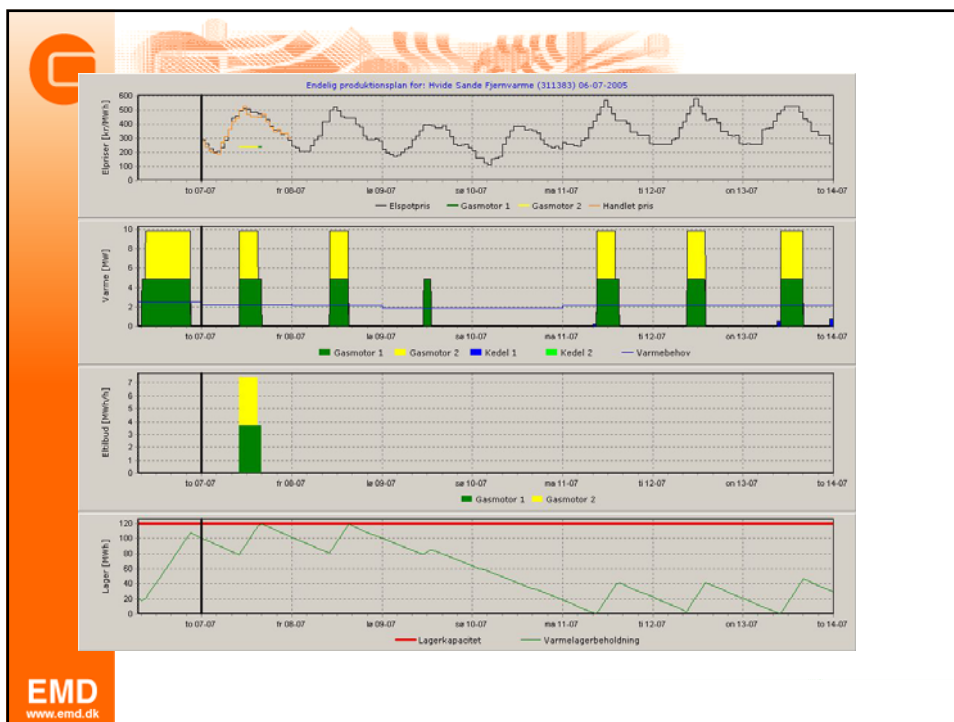 Endelig produktionsplan for: Hvide Sande Fjernvarme (311383) 06-07-2005
Elpriser [kr/MWh]
600
500
400
300
200
100
0
to 07-07 fr 08-07 lø 09-07 sø 10-07 ma 11-07 ti 12-07 on 13-07 to 14-07
Elspotpris Gasmotor 1 Gasmotor 2 Handlet pris
Varme [MW]
10
8
6
4
2
0
to 07-07 fr 08-07 lø 09-07 sø 10-07 ma 11-07 ti 12-07 on 13-07 to 14-07
Gasmotor 1 Gasmotor 2 Kedel 1 Kedel 2 Varmebehov
Eltilbud [MWh/h]
7
6
5
4
3
2
1
0
to 07-07 fr 08-07 lø 09-07 sø 10-07 ma 11-07 ti 12-07 on 13-07 to 14-07
Gasmotor 1 Gasmotor 2
Lager [MWh]
120
100
80
60
40
20
0
to 07-07 fr 08-07 lø 09-07 sø 10-07 ma 11-07 ti 12-07 on 13-07 to 14-07
Lagerkapacitet Varmelagerbeholdning
EMD
www.emd.dk